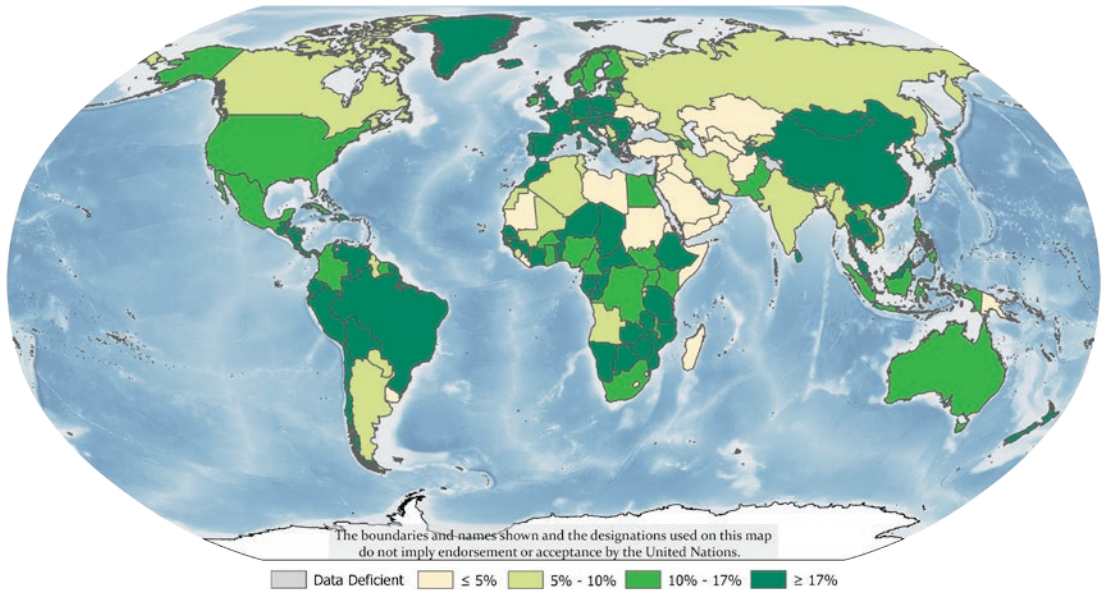 The boundaries and names shown and the designations used on this map
do not imply endorsement or acceptance by the United Nations.
Data Deficient ≤ 5% 5% - 10% 10% - 17% ≥ 17%